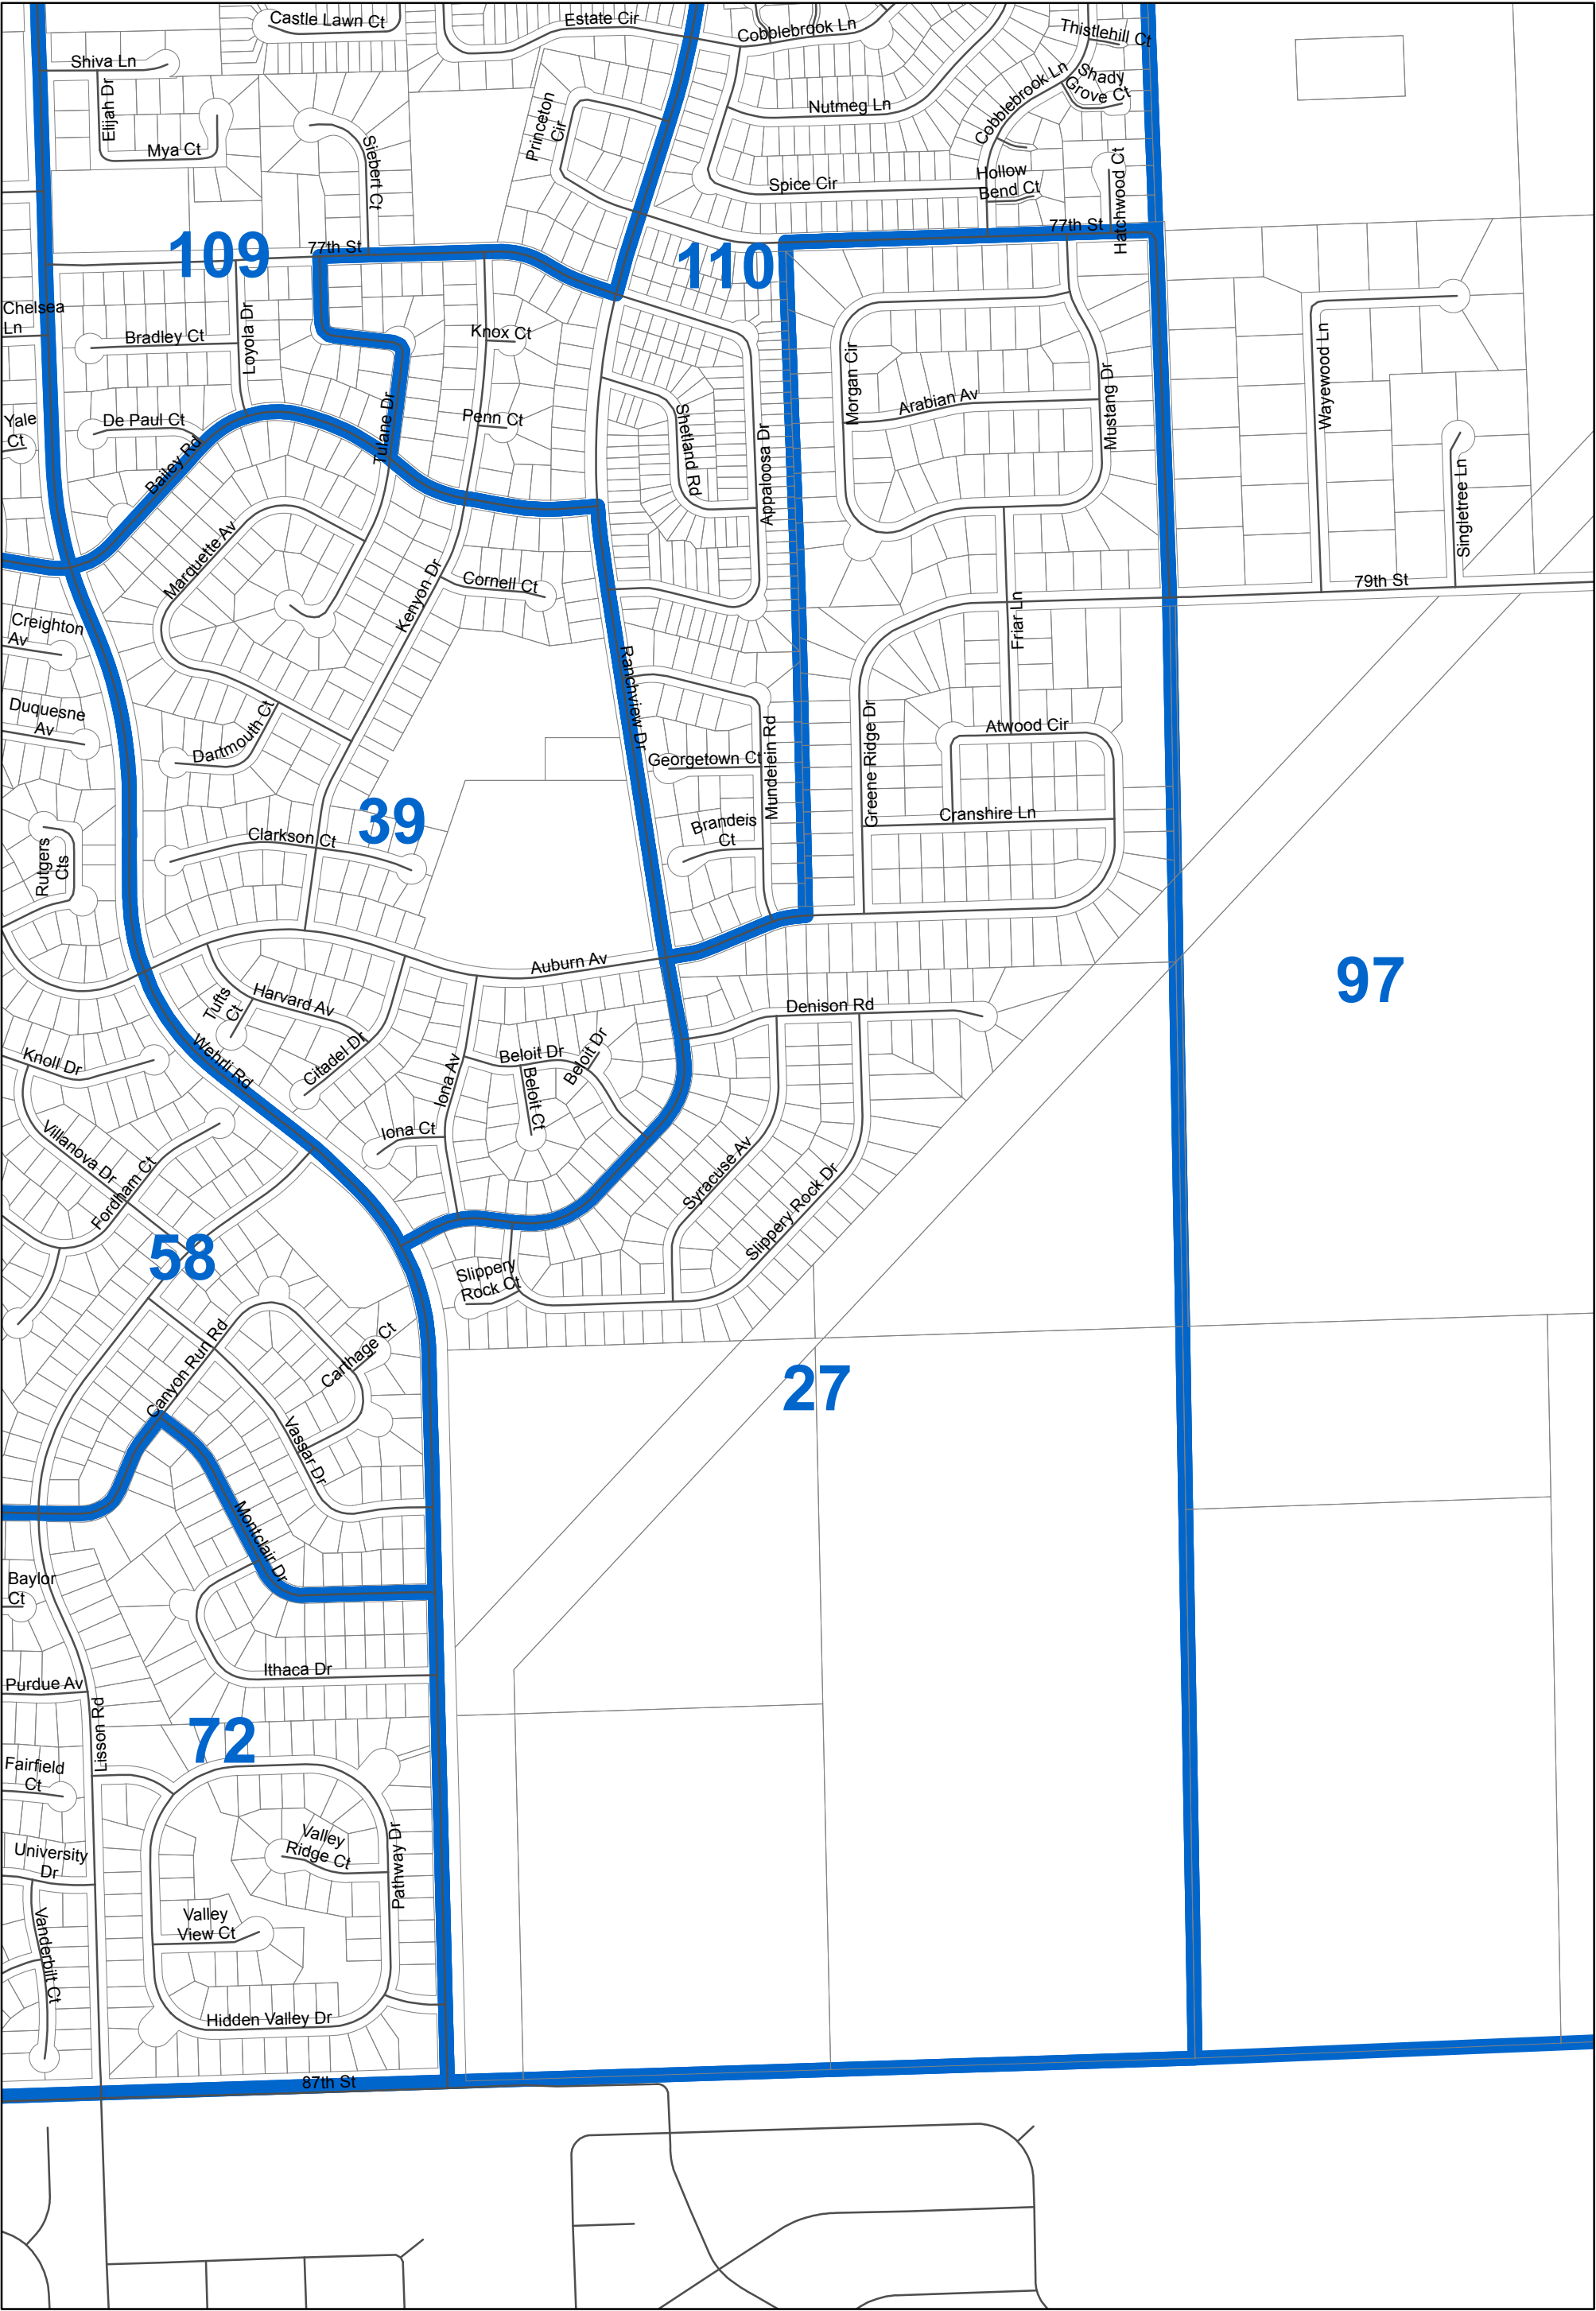 Castle Lawn Ct
Estate Cir
Cobblebrook Ln
Thistlehill Ct
Shiva Ln
Elijah Dr
Mya Ct
Siebert Ct
Princeton
Cir
Nutmeg Ln
Cobblebrook Ln
Shady
Grove Ct
Spice Cir
Hollow
Bend Ct
Hatchwood Ct
77th St
77th St
109
110
Chelsea
Ln
Bradley Ct
Loyola Dr
Knox Ct
Morgan Cir
Arabian Av
Mustang Dr
Wayewood Ln
Yale
Ct
De Paul Ct
Bailey Rd
Tulane Dr
Penn Ct
Shetland Rd
Appaloosa Dr
Singletree Ln
Marquette Av
Kenyon Dr
Cornell Ct
79th St
Creighton
Av
Friar Ln
Ranchview Dr
Duquesne
Av
Dartmouth Ct
Georgetown Ct
Mundelein Rd
Greene Ridge Dr
Atwood Cir
39
Clarkson Ct
Brandeis
Ct
Cranshire Ln
Rutgers
Cts
Auburn Av
97
Tufts
Ct
Harvard Av
Citadel Dr
Denison Rd
Knoll Dr
Wehrli Rd
Iona Av
Beloit Dr
Beloit Dr
Beloit Ct
Iona Ct
Villanova Dr
Fordham Ct
Syracuse Av
Slippery Rock Dr
58
Slippery
Rock Ct
Canyon Run Rd
Carthage Ct
27
Vassar Dr
Montclair Dr
Baylor
Ct
Ithaca Dr
Purdue Av
Lisson Rd
72
Fairfield
Ct
Valley
Ridge Ct
Pathway Dr
University
Dr
Valley
View Ct
Vanderbilt Ct
Hidden Valley Dr
87th St